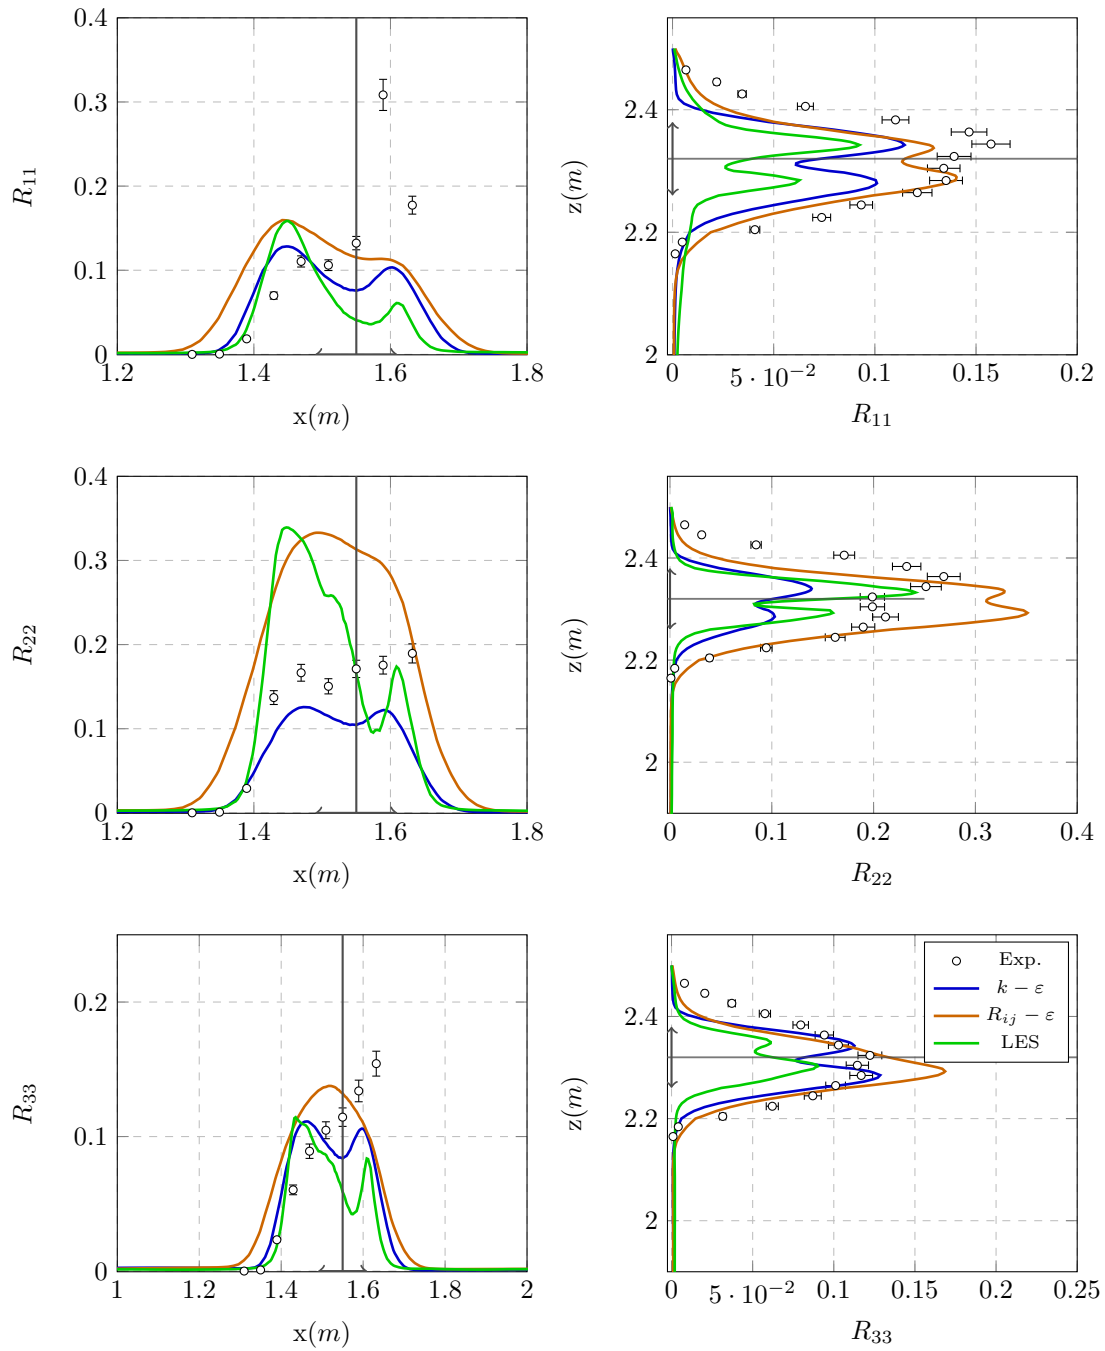 0.4
0.3
0.2
0.1
0
R₁₁
1.2 1.4 1.6 1.8
x(m)
2.4
2.2
2
z(m)
0 5 · 10⁻² 0.1 0.15 0.2
R₁₁
0.4
0.3
0.2
0.1
0
R₂₂
1.2 1.4 1.6 1.8
x(m)
2.4
2.2
2
z(m)
0 0.1 0.2 0.3 0.4
R₂₂
0.2
0.1
0
R₃₃
1 1.2 1.4 1.6 1.8 2
x(m)
2.4
2.2
2
z(m)
0 5 · 10⁻² 0.1 0.15 0.2 0.25
R₃₃
Exp.
k − ε
Rᵢⱼ − ε
LES